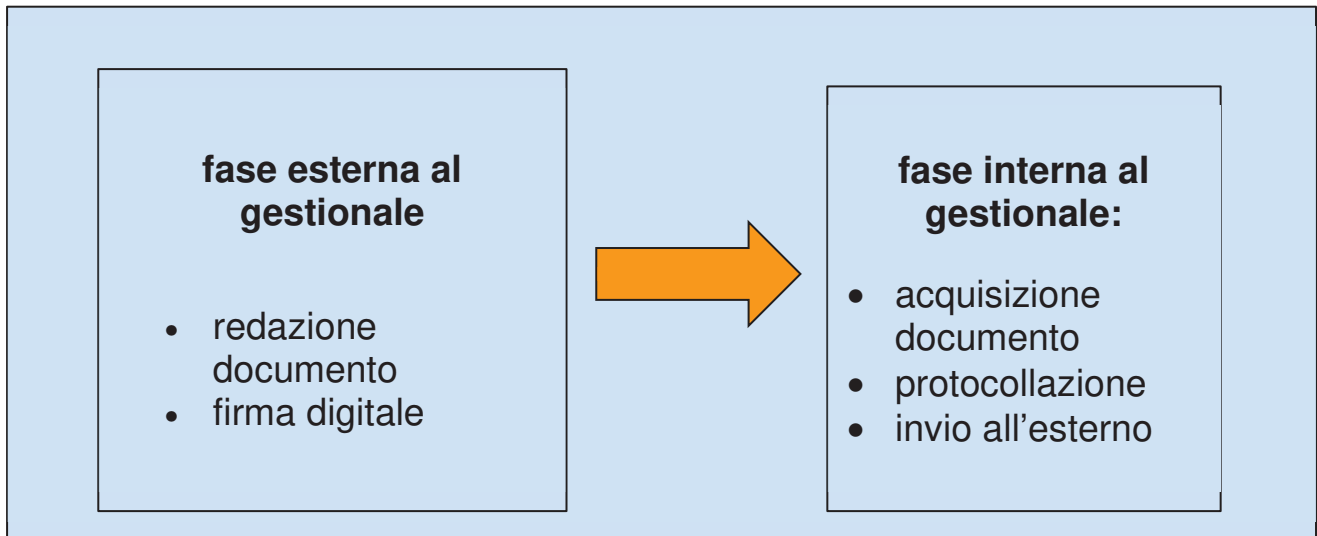 fase esterna al
gestionale
• redazione
documento
• firma digitale
fase interna al
gestionale:
• acquisizione
documento
• protocollazione
• invio all’esterno